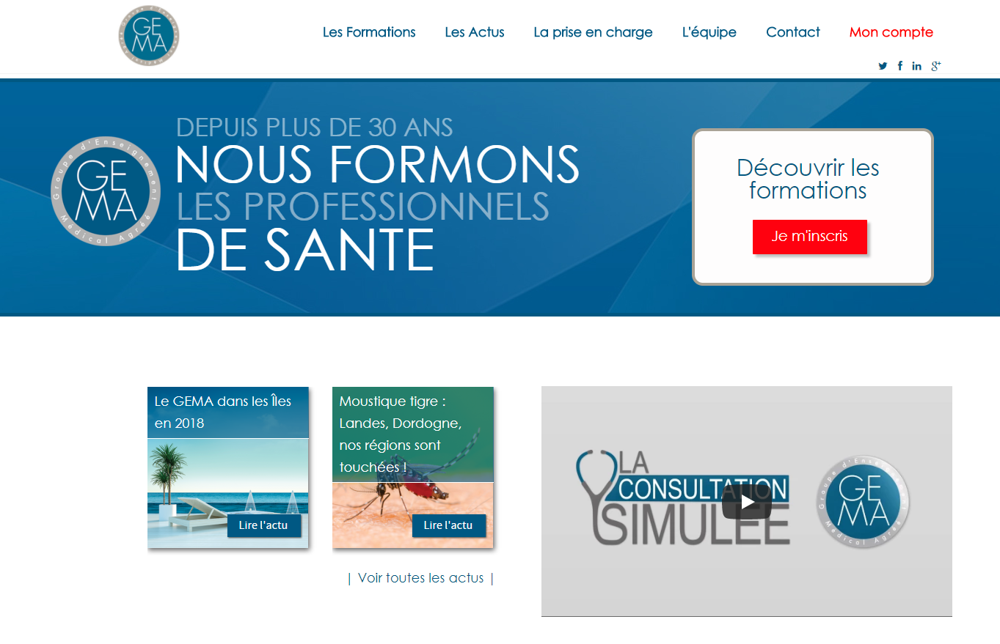 GE
MA
Les Formations
Les Actus
La prise en charge
L'équipe
Contact
Mon compte
Groupe d'Enseignement
GE
MA
Médical Agréé
DEPUIS PLUS DE 30 ANS
NOUS FORMONS
LES PROFESSIONNELS
DE SANTE
Découvrir les
formations
Je m'inscris
Le GEMA dans les Îles
en 2018
Lire l'actu
Moustique tigre :
Landes, Dordogne,
nos régions sont
touchées !
Lire l'actu
| Voir toutes les actus |
LA
CONSULTATION
SIMULEE
Groupe d'Enseignement
GE
MA
Médical Agréé